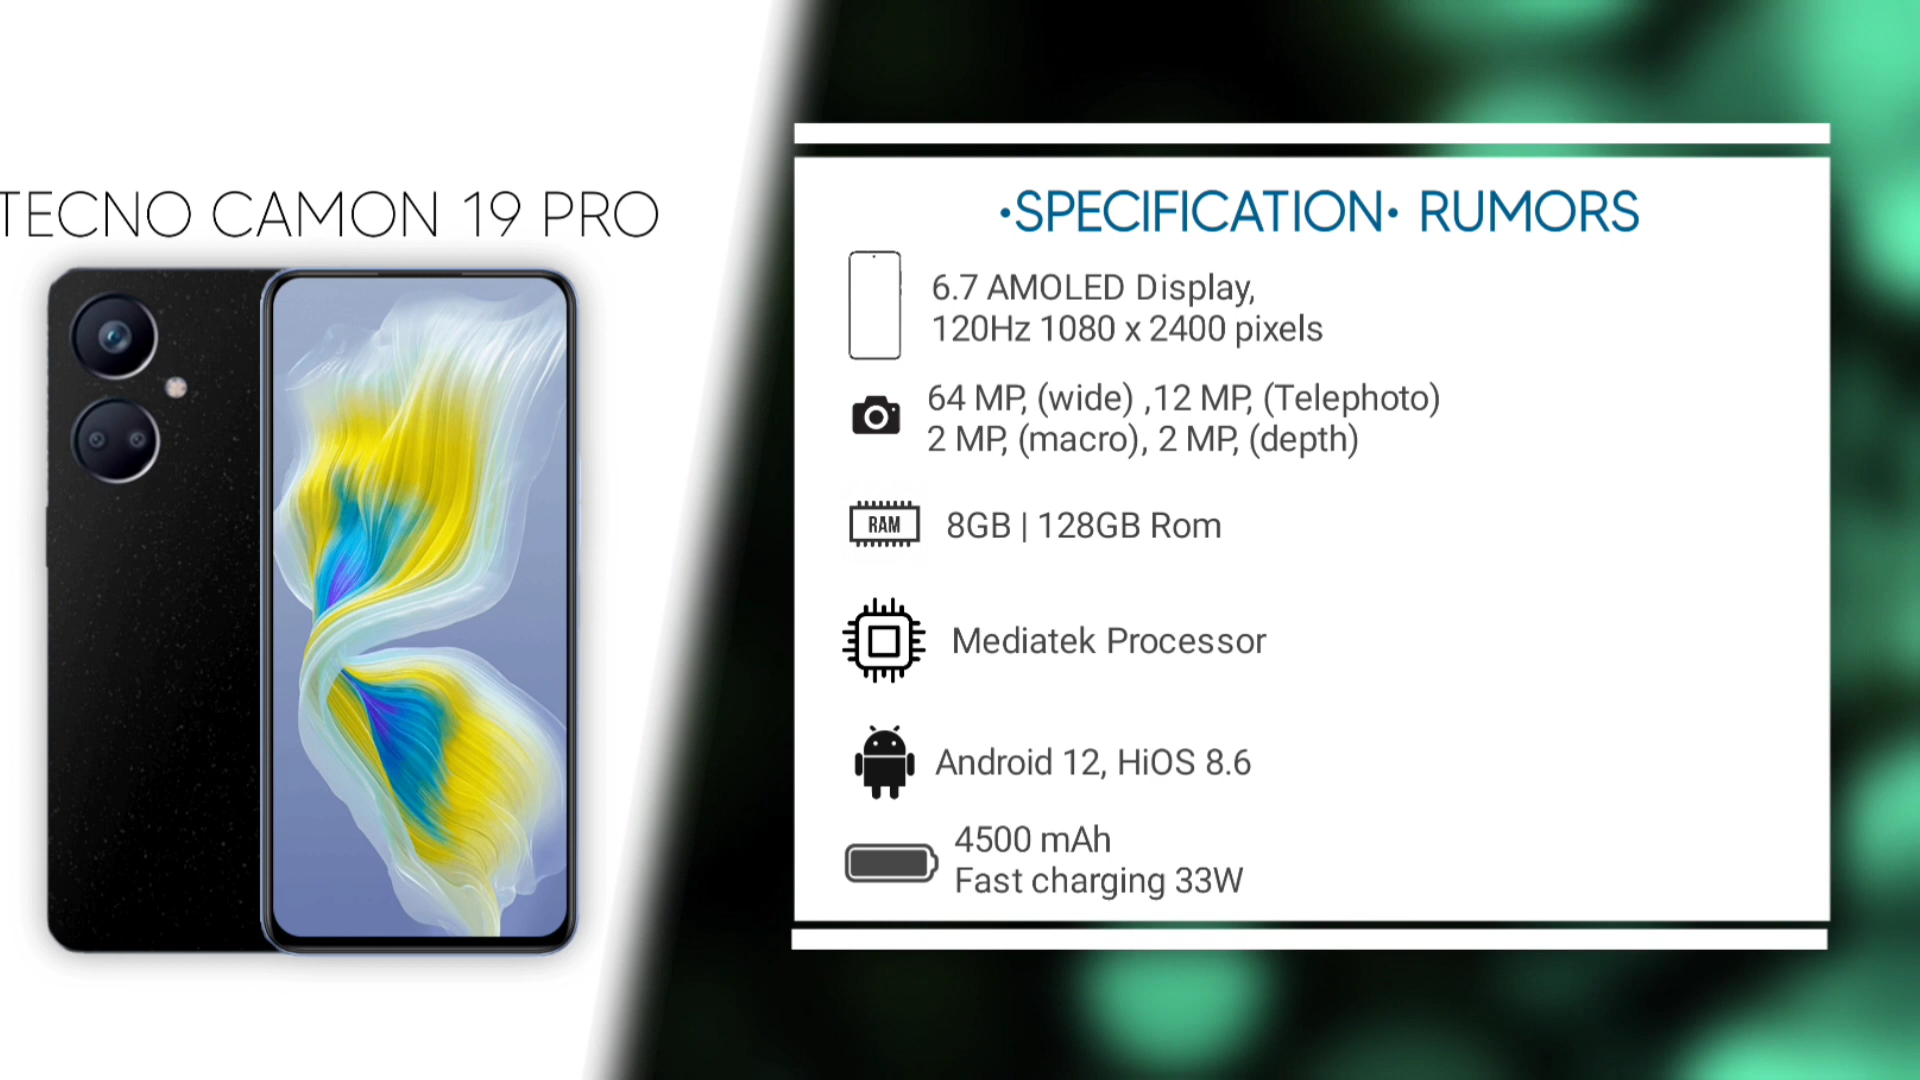 TECNO CAMON 19 PRO
•SPECIFICATION• RUMORS
6.7 AMOLED Display,
120Hz 1080 x 2400 pixels
64 MP, (wide) ,12 MP, (Telephoto)
2 MP, (macro), 2 MP, (depth)
RAM
8GB | 128GB Rom
Mediatek Processor
Android 12, HiOS 8.6
4500 mAh
Fast charging 33W